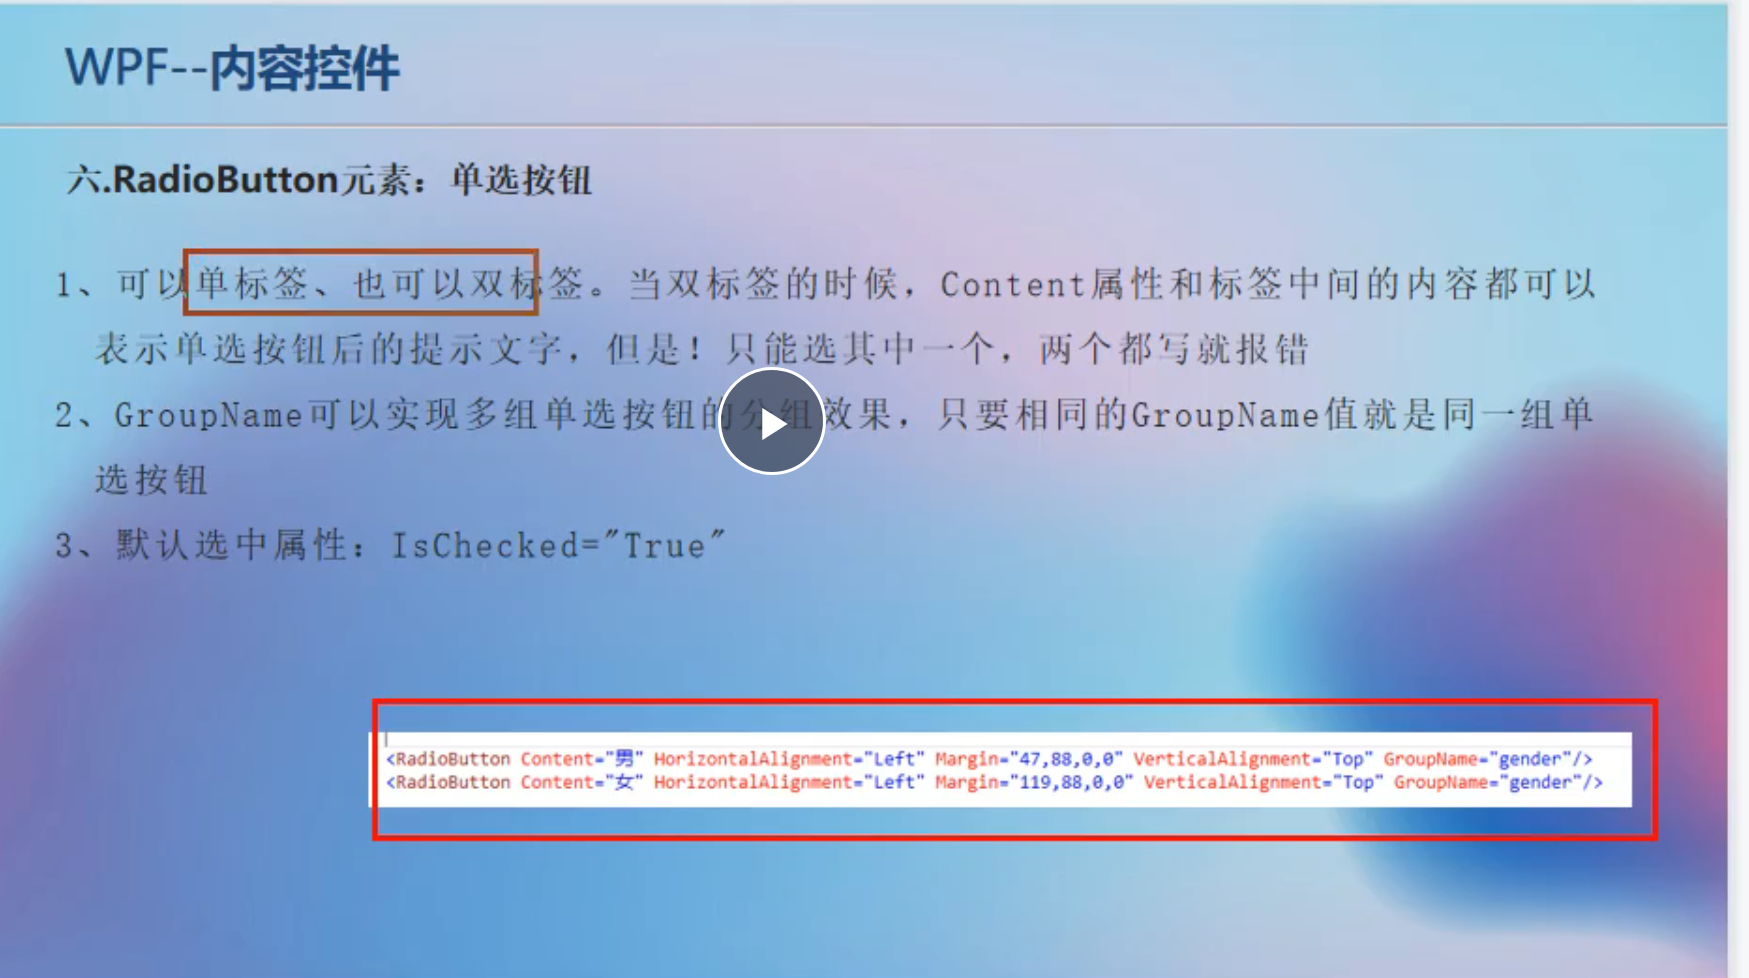 WPF--内容控件
六.RadioButton元素：单选按钮
1、可以单标签、也可以双标签。当双标签的时候，Content属性和标签中间的内容都可以
表示单选按钮后的提示文字，但是！只能选其中一个，两个都写就报错
2、GroupName可以实现多组单选按钮的分组效果，只要相同的GroupName值就是同一组单
选按钮
3、默认选中属性：IsChecked="True"
<RadioButton Content="男" HorizontalAlignment="Left" Margin="47,88,0,0" VerticalAlignment="Top" GroupName="gender"/>
<RadioButton Content="女" HorizontalAlignment="Left" Margin="119,88,0,0" VerticalAlignment="Top" GroupName="gender"/>